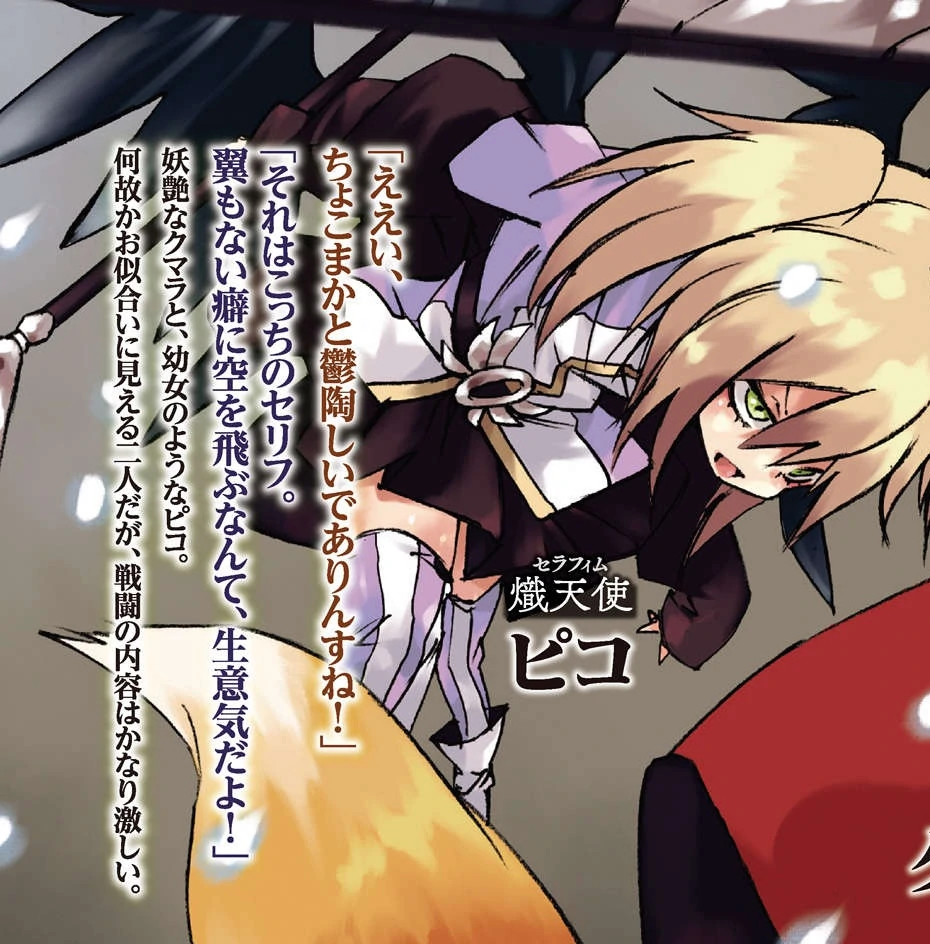 「ええい、
ちょこまかと鬱陶しいでありんすね！」
「それはこっちのセリフ。
翼もない癖に空を飛ぶなんて、生意気だよ！」
妖艶なクマラと、幼女のようなピコ。
何故かお似合いに見える二人だが、戦闘の内容はかなり激しい。
セラフィム
熾天使
ピコ